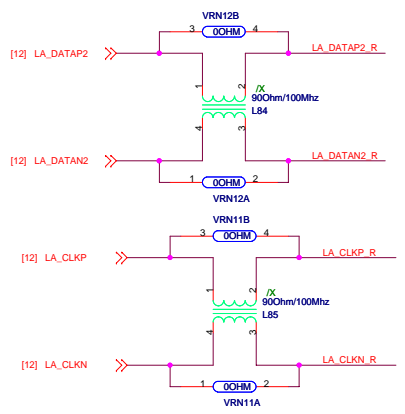 VRN12B
3 0OHM 4
[12] LA_DATAP2 LA_DATAP2_R
1 2
/X
90Ohm/100Mhz
L84
4 3
[12] LA_DATAN2 LA_DATAN2_R
1 0OHM 2
VRN12A
VRN11B
3 0OHM 4
[12] LA_CLKP LA_CLKP_R
1 2
/X
90Ohm/100Mhz
L85
4 3
[12] LA_CLKN LA_CLKN_R
1 0OHM 2
VRN11A